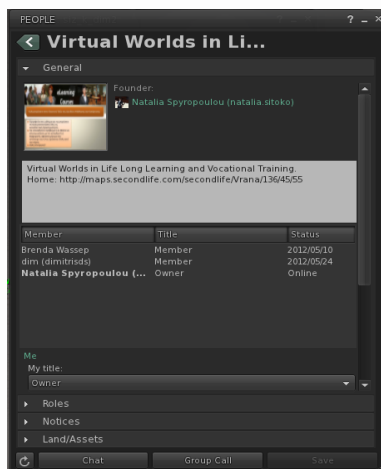 PEOPLE ? _ ×
Virtual Worlds in Li...
General
Founder:
Natalia Spyropoulou (natalia.sitoko)
eLearning
Courses
Virtual Worlds in Life Long Learning and Vocational Training.
Home: http://maps.secondlife.com/secondlife/Vrana/136/45/55
Member Title Status
Brenda Wassep Member 2012/05/10
dim (dimitrisds) Member 2012/05/24
Natalia Spyropoulou (... Owner Online
Me
My title:
Owner
Roles
Notices
Land/Assets
Chat Group Call Save